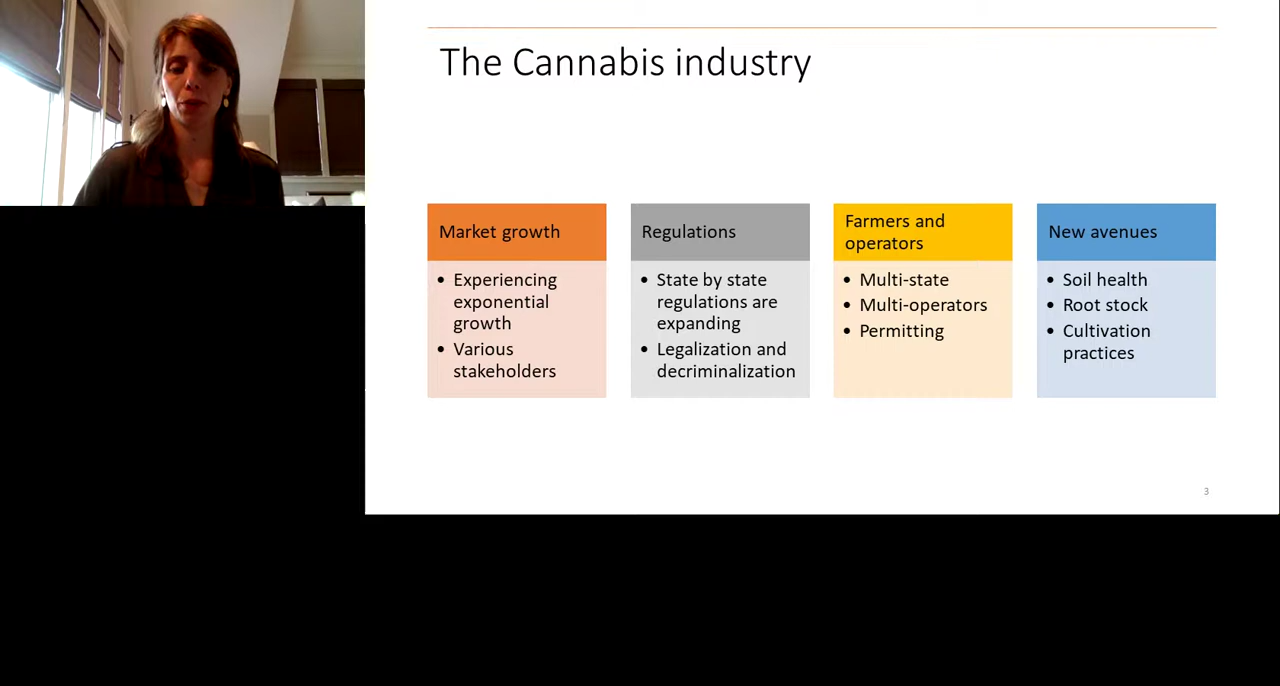 The Cannabis industry
Market growth
• Experiencing
exponential
growth
• Various
stakeholders
Regulations
• State by state
regulations are
expanding
• Legalization and
decriminalization
Farmers and
operators
• Multi-state
• Multi-operators
• Permitting
New avenues
• Soil health
• Root stock
• Cultivation
practices
3